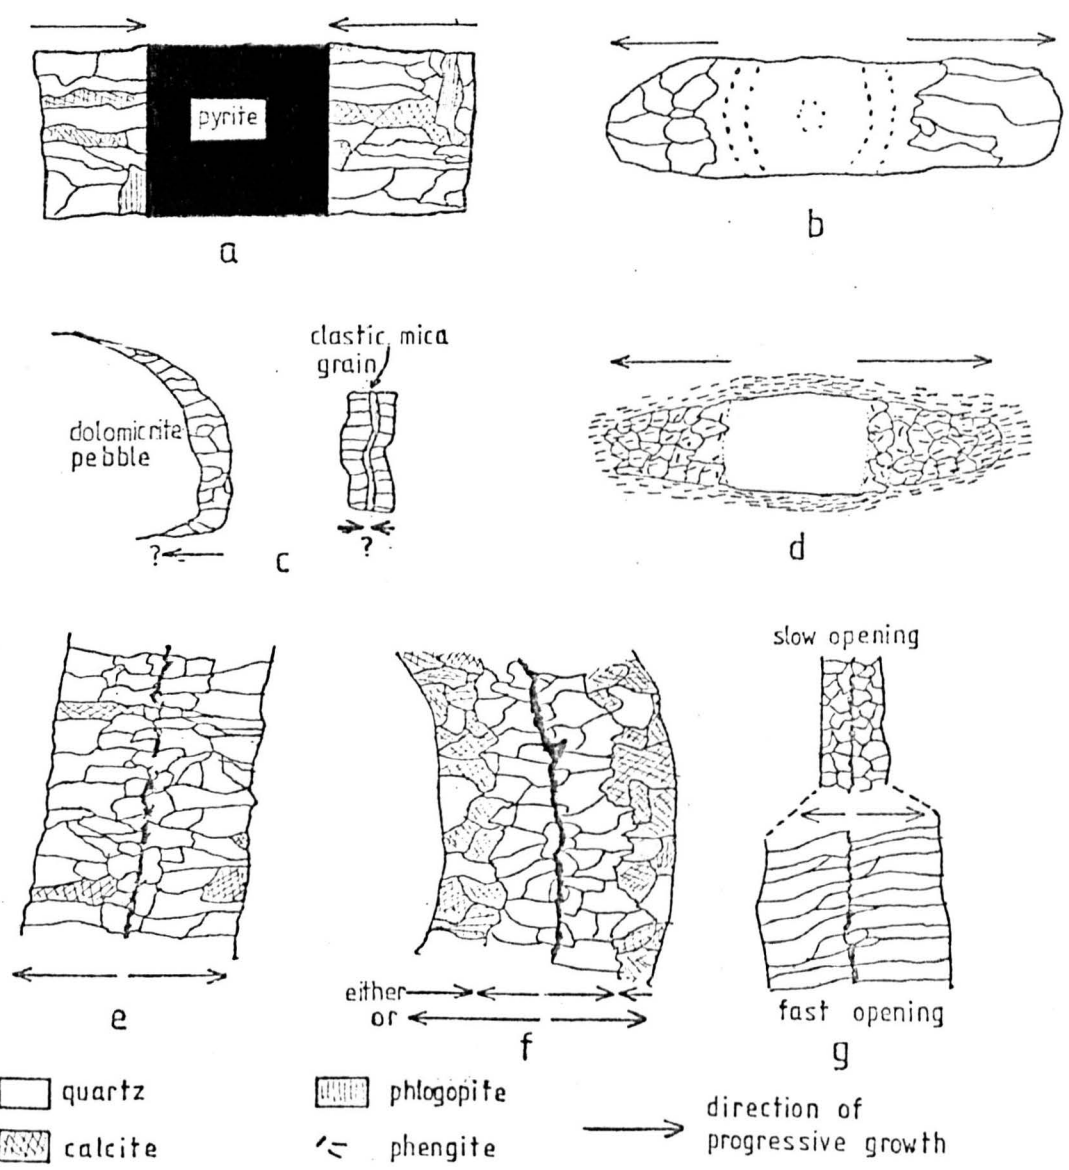 pyrite
a
b
clastic mica
grain
dolomicrite
pebble
?
?
c
d
slow opening
e
either
or
f
fast opening
g
quartz
phlogopite
direction of
progressive growth
calcite
phengite